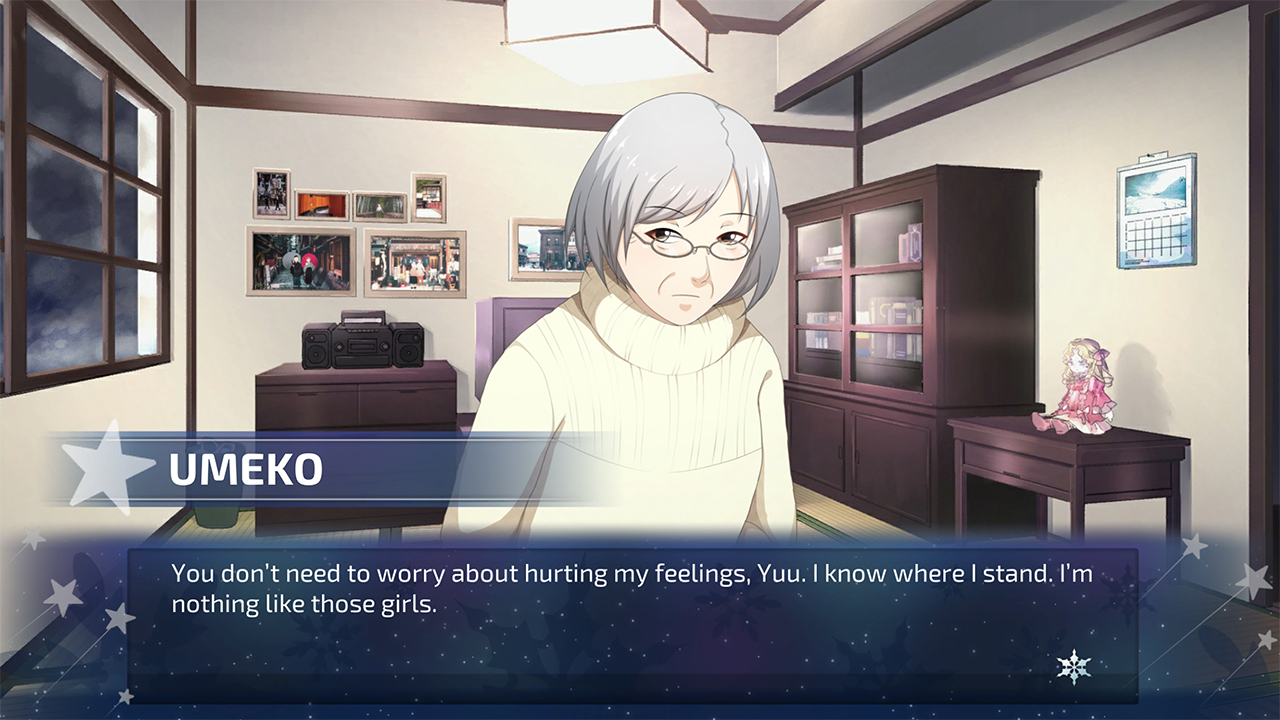 UMEKO
You don't need to worry about hurting my feelings, Yuu. I know where I stand. I'm
nothing like those girls.